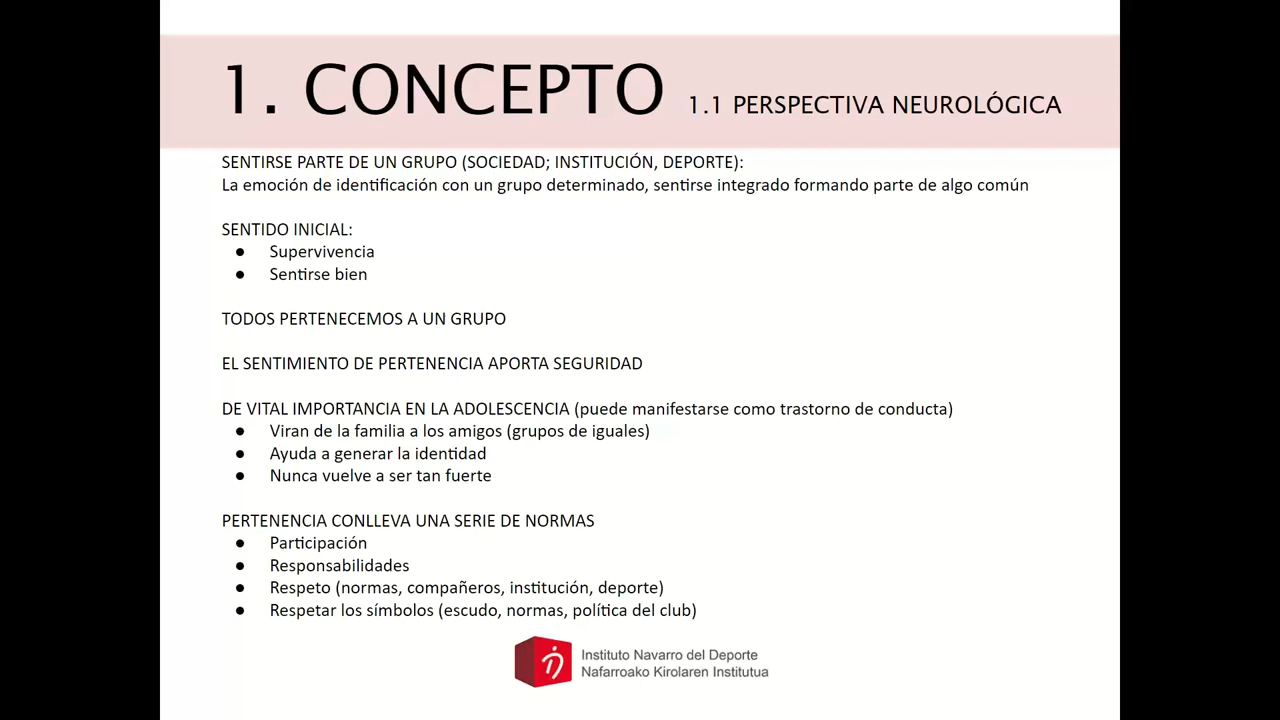 1. CONCEPTO 1.1 PERSPECTIVA NEUROLÓGICA
SENTIRSE PARTE DE UN GRUPO (SOCIEDAD; INSTITUCIÓN, DEPORTE):
La emoción de identificación con un grupo determinado, sentirse integrado formando parte de algo común
SENTIDO INICIAL:
● Supervivencia
● Sentirse bien
TODOS PERTENECEMOS A UN GRUPO
EL SENTIMIENTO DE PERTENENCIA APORTA SEGURIDAD
DE VITAL IMPORTANCIA EN LA ADOLESCENCIA (puede manifestarse como trastorno de conducta)
● Viran de la familia a los amigos (grupos de iguales)
● Ayuda a generar la identidad
● Nunca vuelve a ser tan fuerte
PERTENENCIA CONLLEVA UNA SERIE DE NORMAS
● Participación
● Responsabilidades
● Respeto (normas, compañeros, institución, deporte)
● Respetar los símbolos (escudo, normas, política del club)
Instituto Navarro del Deporte
Nafarroako Kirolaren Institutua